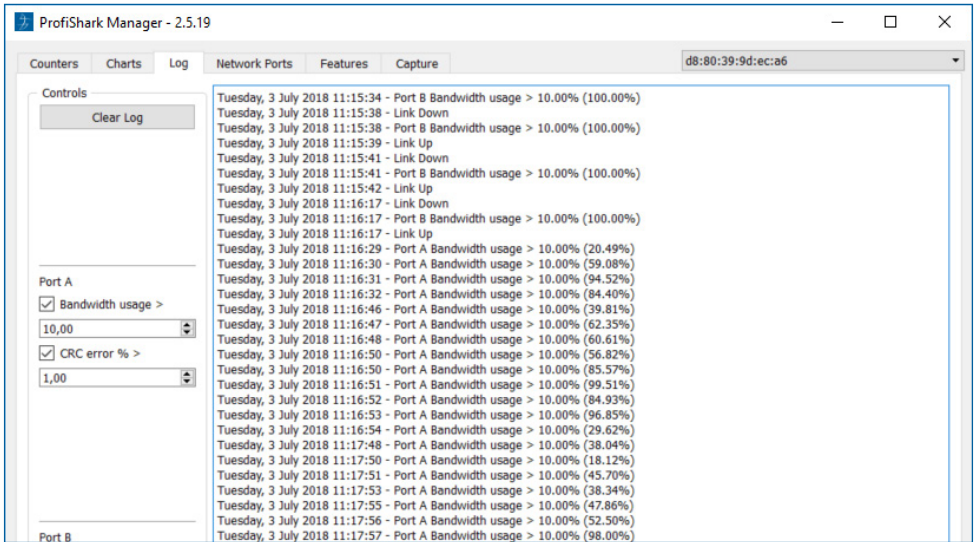 ProfiShark Manager - 2.5.19
Counters Charts Log Network Ports Features Capture d8:80:39:9d:ec:a6
Controls
Clear Log
Tuesday, 3 July 2018 11:15:34 - Port B Bandwidth usage > 10.00% (100.00%)
Tuesday, 3 July 2018 11:15:38 - Link Down
Tuesday, 3 July 2018 11:15:38 - Port B Bandwidth usage > 10.00% (100.00%)
Tuesday, 3 July 2018 11:15:39 - Link Up
Tuesday, 3 July 2018 11:15:41 - Link Down
Tuesday, 3 July 2018 11:15:41 - Port B Bandwidth usage > 10.00% (100.00%)
Tuesday, 3 July 2018 11:15:42 - Link Up
Tuesday, 3 July 2018 11:16:17 - Link Down
Tuesday, 3 July 2018 11:16:17 - Port B Bandwidth usage > 10.00% (100.00%)
Tuesday, 3 July 2018 11:16:17 - Link Up
Tuesday, 3 July 2018 11:16:29 - Port A Bandwidth usage > 10.00% (20.49%)
Tuesday, 3 July 2018 11:16:30 - Port A Bandwidth usage > 10.00% (59.08%)
Tuesday, 3 July 2018 11:16:31 - Port A Bandwidth usage > 10.00% (94.52%)
Tuesday, 3 July 2018 11:16:32 - Port A Bandwidth usage > 10.00% (84.40%)
Tuesday, 3 July 2018 11:16:46 - Port A Bandwidth usage > 10.00% (39.81%)
Tuesday, 3 July 2018 11:16:47 - Port A Bandwidth usage > 10.00% (62.35%)
Tuesday, 3 July 2018 11:16:48 - Port A Bandwidth usage > 10.00% (60.61%)
Tuesday, 3 July 2018 11:16:50 - Port A Bandwidth usage > 10.00% (56.82%)
Tuesday, 3 July 2018 11:16:50 - Port A Bandwidth usage > 10.00% (85.57%)
Tuesday, 3 July 2018 11:16:51 - Port A Bandwidth usage > 10.00% (99.51%)
Tuesday, 3 July 2018 11:16:52 - Port A Bandwidth usage > 10.00% (84.93%)
Tuesday, 3 July 2018 11:16:53 - Port A Bandwidth usage > 10.00% (96.85%)
Tuesday, 3 July 2018 11:16:54 - Port A Bandwidth usage > 10.00% (29.62%)
Tuesday, 3 July 2018 11:17:48 - Port A Bandwidth usage > 10.00% (38.04%)
Tuesday, 3 July 2018 11:17:50 - Port A Bandwidth usage > 10.00% (18.12%)
Tuesday, 3 July 2018 11:17:51 - Port A Bandwidth usage > 10.00% (45.70%)
Tuesday, 3 July 2018 11:17:53 - Port A Bandwidth usage > 10.00% (38.34%)
Tuesday, 3 July 2018 11:17:55 - Port A Bandwidth usage > 10.00% (47.86%)
Tuesday, 3 July 2018 11:17:56 - Port A Bandwidth usage > 10.00% (52.50%)
Tuesday, 3 July 2018 11:17:57 - Port A Bandwidth usage > 10.00% (98.00%)
Port A
Bandwidth usage >
10,00
CRC error % >
1,00
Port B